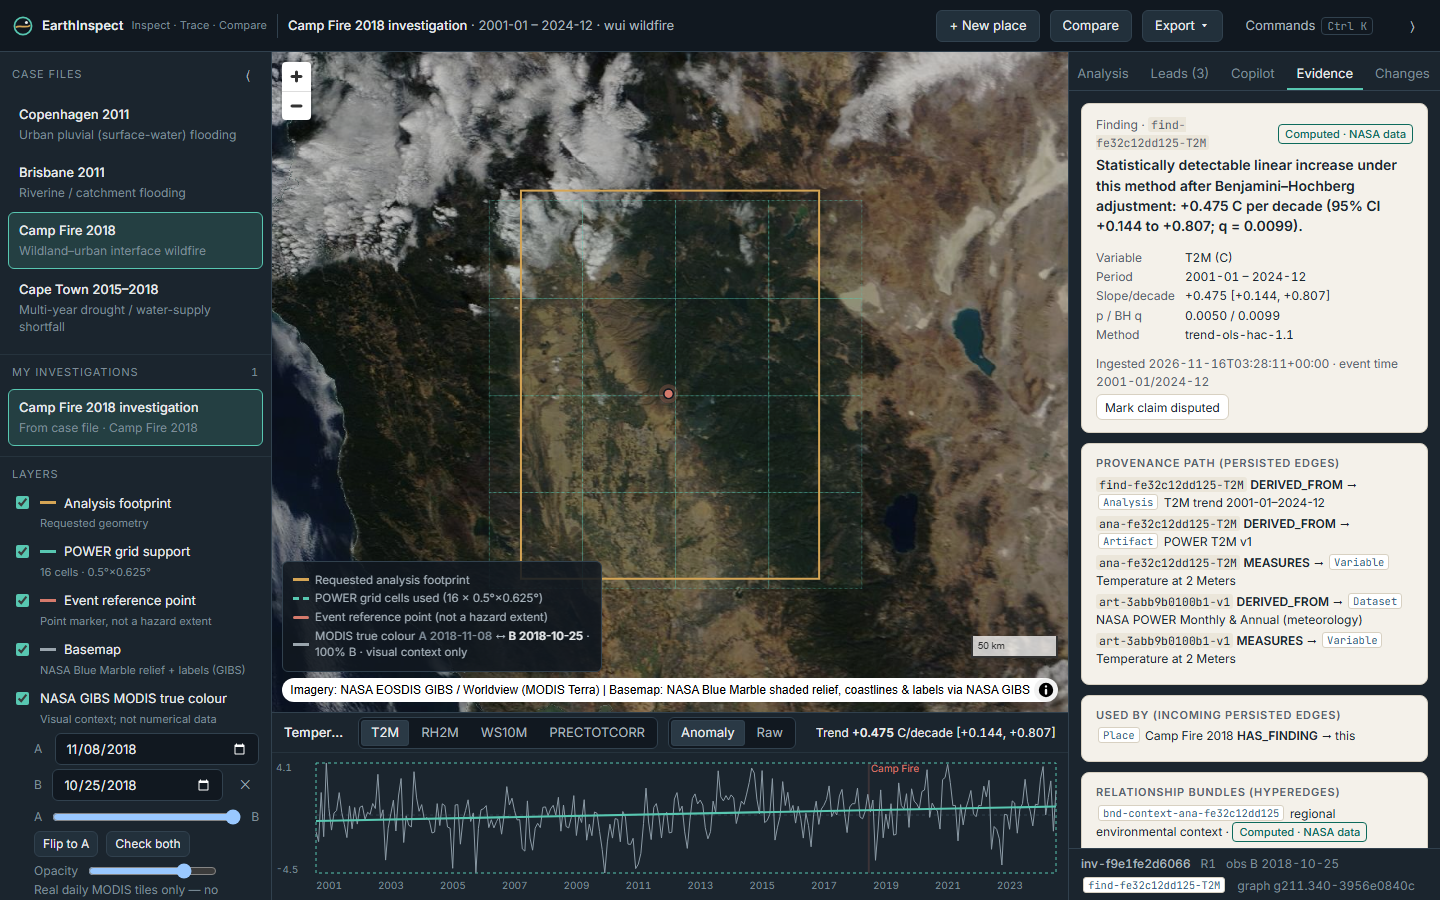 EarthInspect Inspect · Trace · Compare
Camp Fire 2018 investigation · 2001-01 – 2024-12 · wui wildfire
+ New place
Compare
Export
Commands Ctrl K
CASE FILES
Copenhagen 2011
Urban pluvial (surface-water) flooding
Brisbane 2011
Riverine / catchment flooding
Camp Fire 2018
Wildland–urban interface wildfire
Cape Town 2015–2018
Multi-year drought / water-supply
shortfall
MY INVESTIGATIONS 1
Camp Fire 2018 investigation
From case file · Camp Fire 2018
LAYERS
Analysis footprint
Requested geometry
POWER grid support
16 cells · 0.5°×0.625°
Event reference point
Point marker, not a hazard extent
Basemap
NASA Blue Marble relief + labels (GIBS)
NASA GIBS MODIS true colour
Visual context; not numerical data
A 11/08/2018
B 10/25/2018
A B
Flip to A Check both
Opacity
Real daily MODIS tiles only — no
Requested analysis footprint
POWER grid cells used (16 × 0.5°×0.625°)
Event reference point (not a hazard extent)
MODIS true colour A 2018-11-08 ↔ B 2018-10-25 ·
100% B · visual context only
50 km
Imagery: NASA EOSDIS GIBS / Worldview (MODIS Terra) | Basemap: NASA Blue Marble shaded relief, coastlines & labels via NASA GIBS
Temper...
T2M RH2M WS10M PRECTOTCORR
Anomaly Raw
Trend +0.475 C/decade [+0.144, +0.807]
4.1
Camp Fire
-4.5
2001 2003 2005 2007 2009 2011 2013 2015 2017 2019 2021 2023
Analysis Leads (3) Copilot Evidence Changes
Finding · find-
fe32c12dd125-T2M
Computed · NASA data
Statistically detectable linear increase under
this method after Benjamini–Hochberg
adjustment: +0.475 C per decade (95% CI
+0.144 to +0.807; q = 0.0099).
Variable T2M (C)
Period 2001-01 – 2024-12
Slope/decade +0.475 [+0.144, +0.807]
p / BH q 0.0050 / 0.0099
Method trend-ols-hac-1.1
Ingested 2026-11-16T03:28:11+00:00 · event time
2001-01/2024-12
Mark claim disputed
PROVENANCE PATH (PERSISTED EDGES)
find-fe32c12dd125-T2M DERIVED_FROM →
Analysis T2M trend 2001-01–2024-12
ana-fe32c12dd125-T2M DERIVED_FROM →
Artifact POWER T2M v1
ana-fe32c12dd125-T2M MEASURES → Variable
Temperature at 2 Meters
art-3abb9b0100b1-v1 DERIVED_FROM → Dataset
NASA POWER Monthly & Annual (meteorology)
art-3abb9b0100b1-v1 MEASURES → Variable
Temperature at 2 Meters
USED BY (INCOMING PERSISTED EDGES)
Place Camp Fire 2018 HAS_FINDING → this
RELATIONSHIP BUNDLES (HYPEREDGES)
bnd-context-ana-fe32c12dd125 regional
environmental context · Computed · NASA data
inv-f9e1fe2d6066 R1 obs B 2018-10-25
find-fe32c12dd125-T2M graph g211.340-3956e0840c